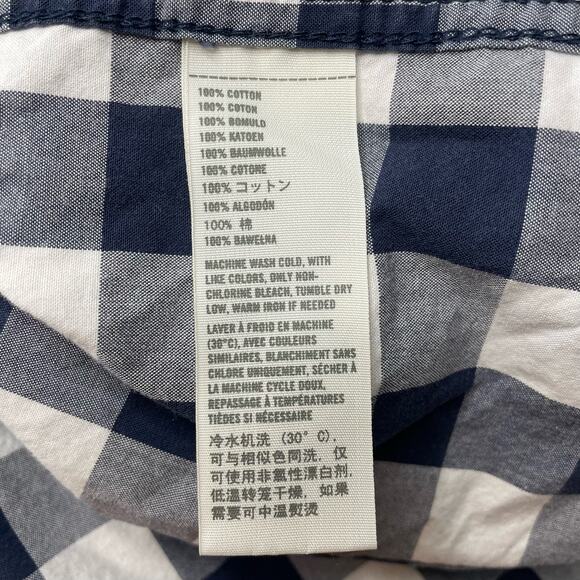 100% COTTON
100% COTON
100% BOMULD
100% KATOEN
100% BAUMWOLLE
100% COTONE
100% コットン
100% ALGODÓN
100% 棉
100% BAWEŁNA
MACHINE WASH COLD, WITH
LIKE COLORS, ONLY NON-
CHLORINE BLEACH, TUMBLE DRY
LOW, WARM IRON IF NEEDED
LAVER À FROID EN MACHINE
(30°C), AVEC COULEURS
SIMILAIRES, BLANCHIMENT SANS
CHLORE UNIQUEMENT, SÉCHER À
LA MACHINE CYCLE DOUX,
REPASSAGE À TEMPÉRATURES
TIÈDES SI NÉCESSAIRE
冷水机洗 (30° C),
可与相似色同洗, 仅
可使用非氯性漂白剂,
低温转笼干燥, 如果
需要可中温熨烫